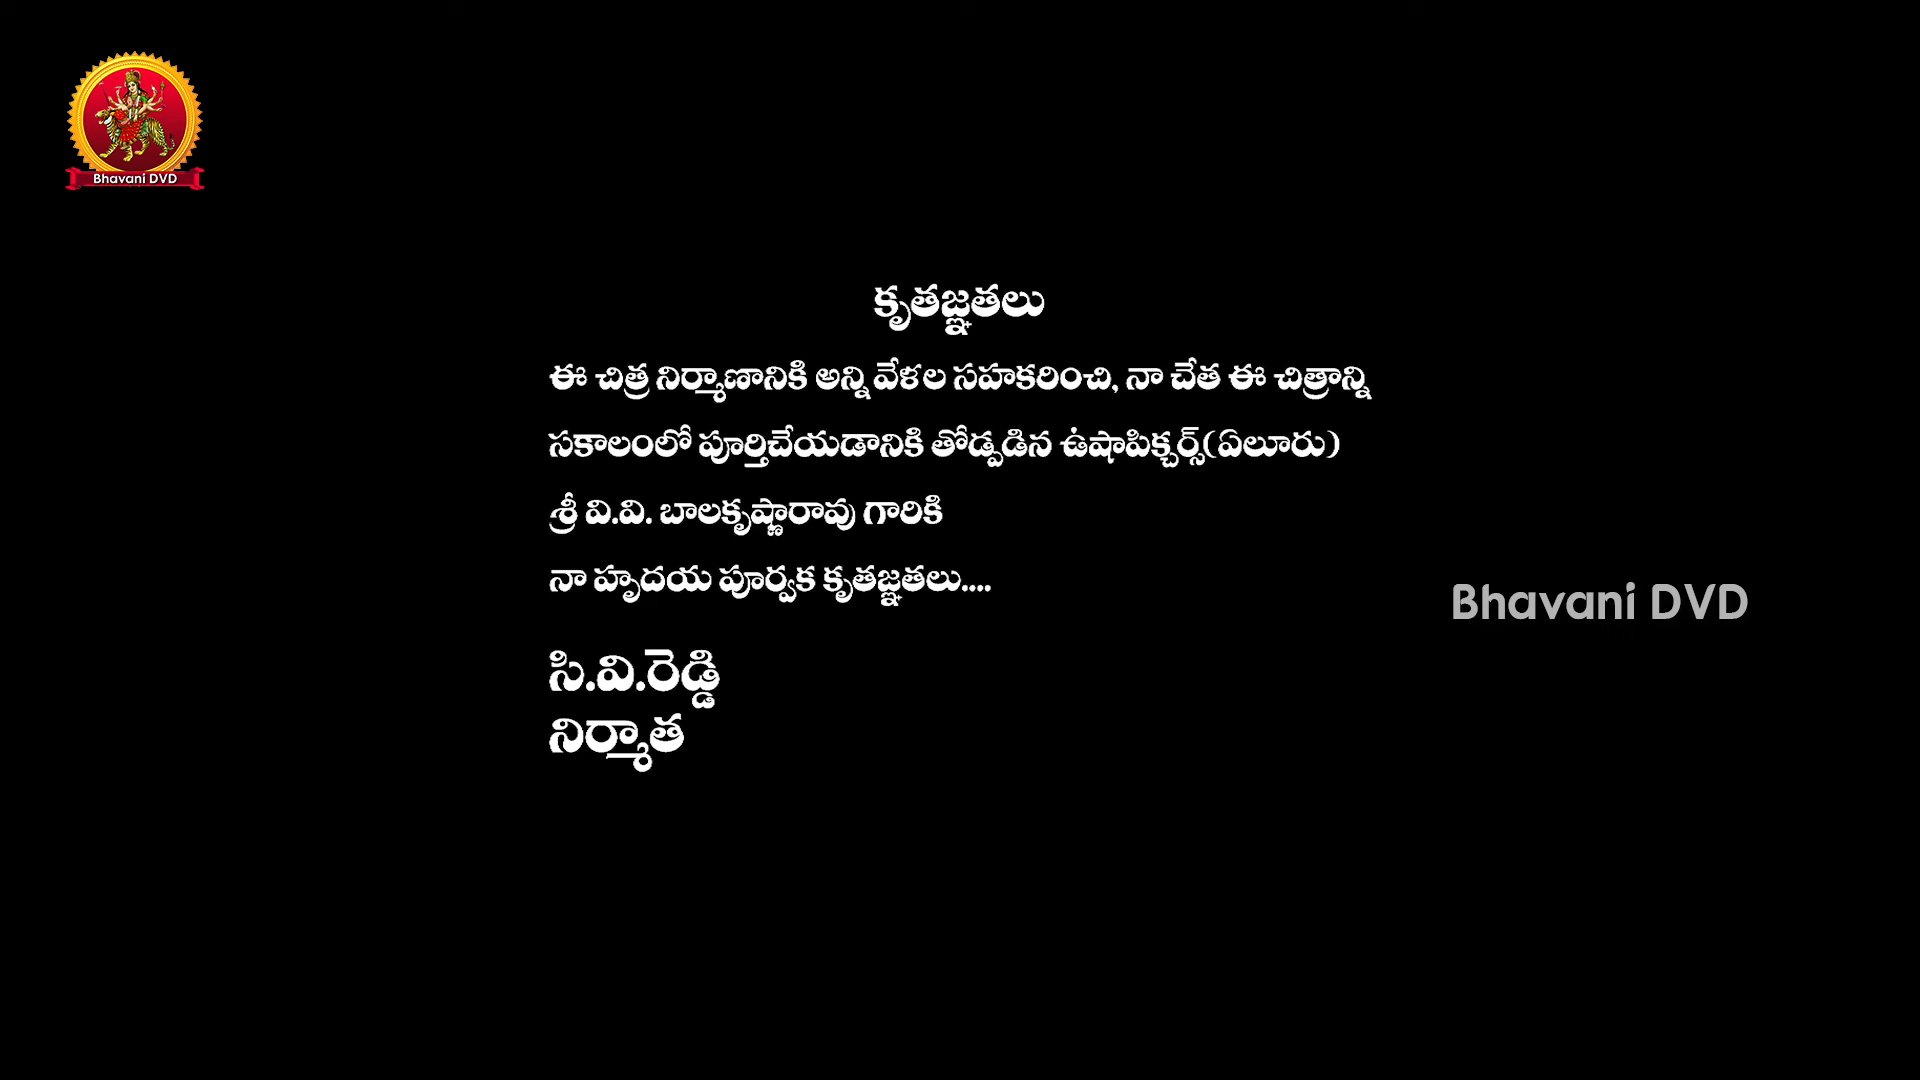 Bhavani DVD
కృతజ్ఞతలు
ఈ చిత్ర నిర్మాణానికి అన్ని వేళల సహకరించి, నా చేత ఈ చిత్రాన్ని
సకాలంలో పూర్తిచేయడానికి తోడ్పడిన ఉషాపిక్చర్స్(ఏలూరు)
శ్రీ వి.వి. బాలకృష్ణారావు గారికి
నా హృదయ పూర్వక కృతజ్ఞతలు....
Bhavani DVD
సి.వి.రెడ్డి
నిర్మాత